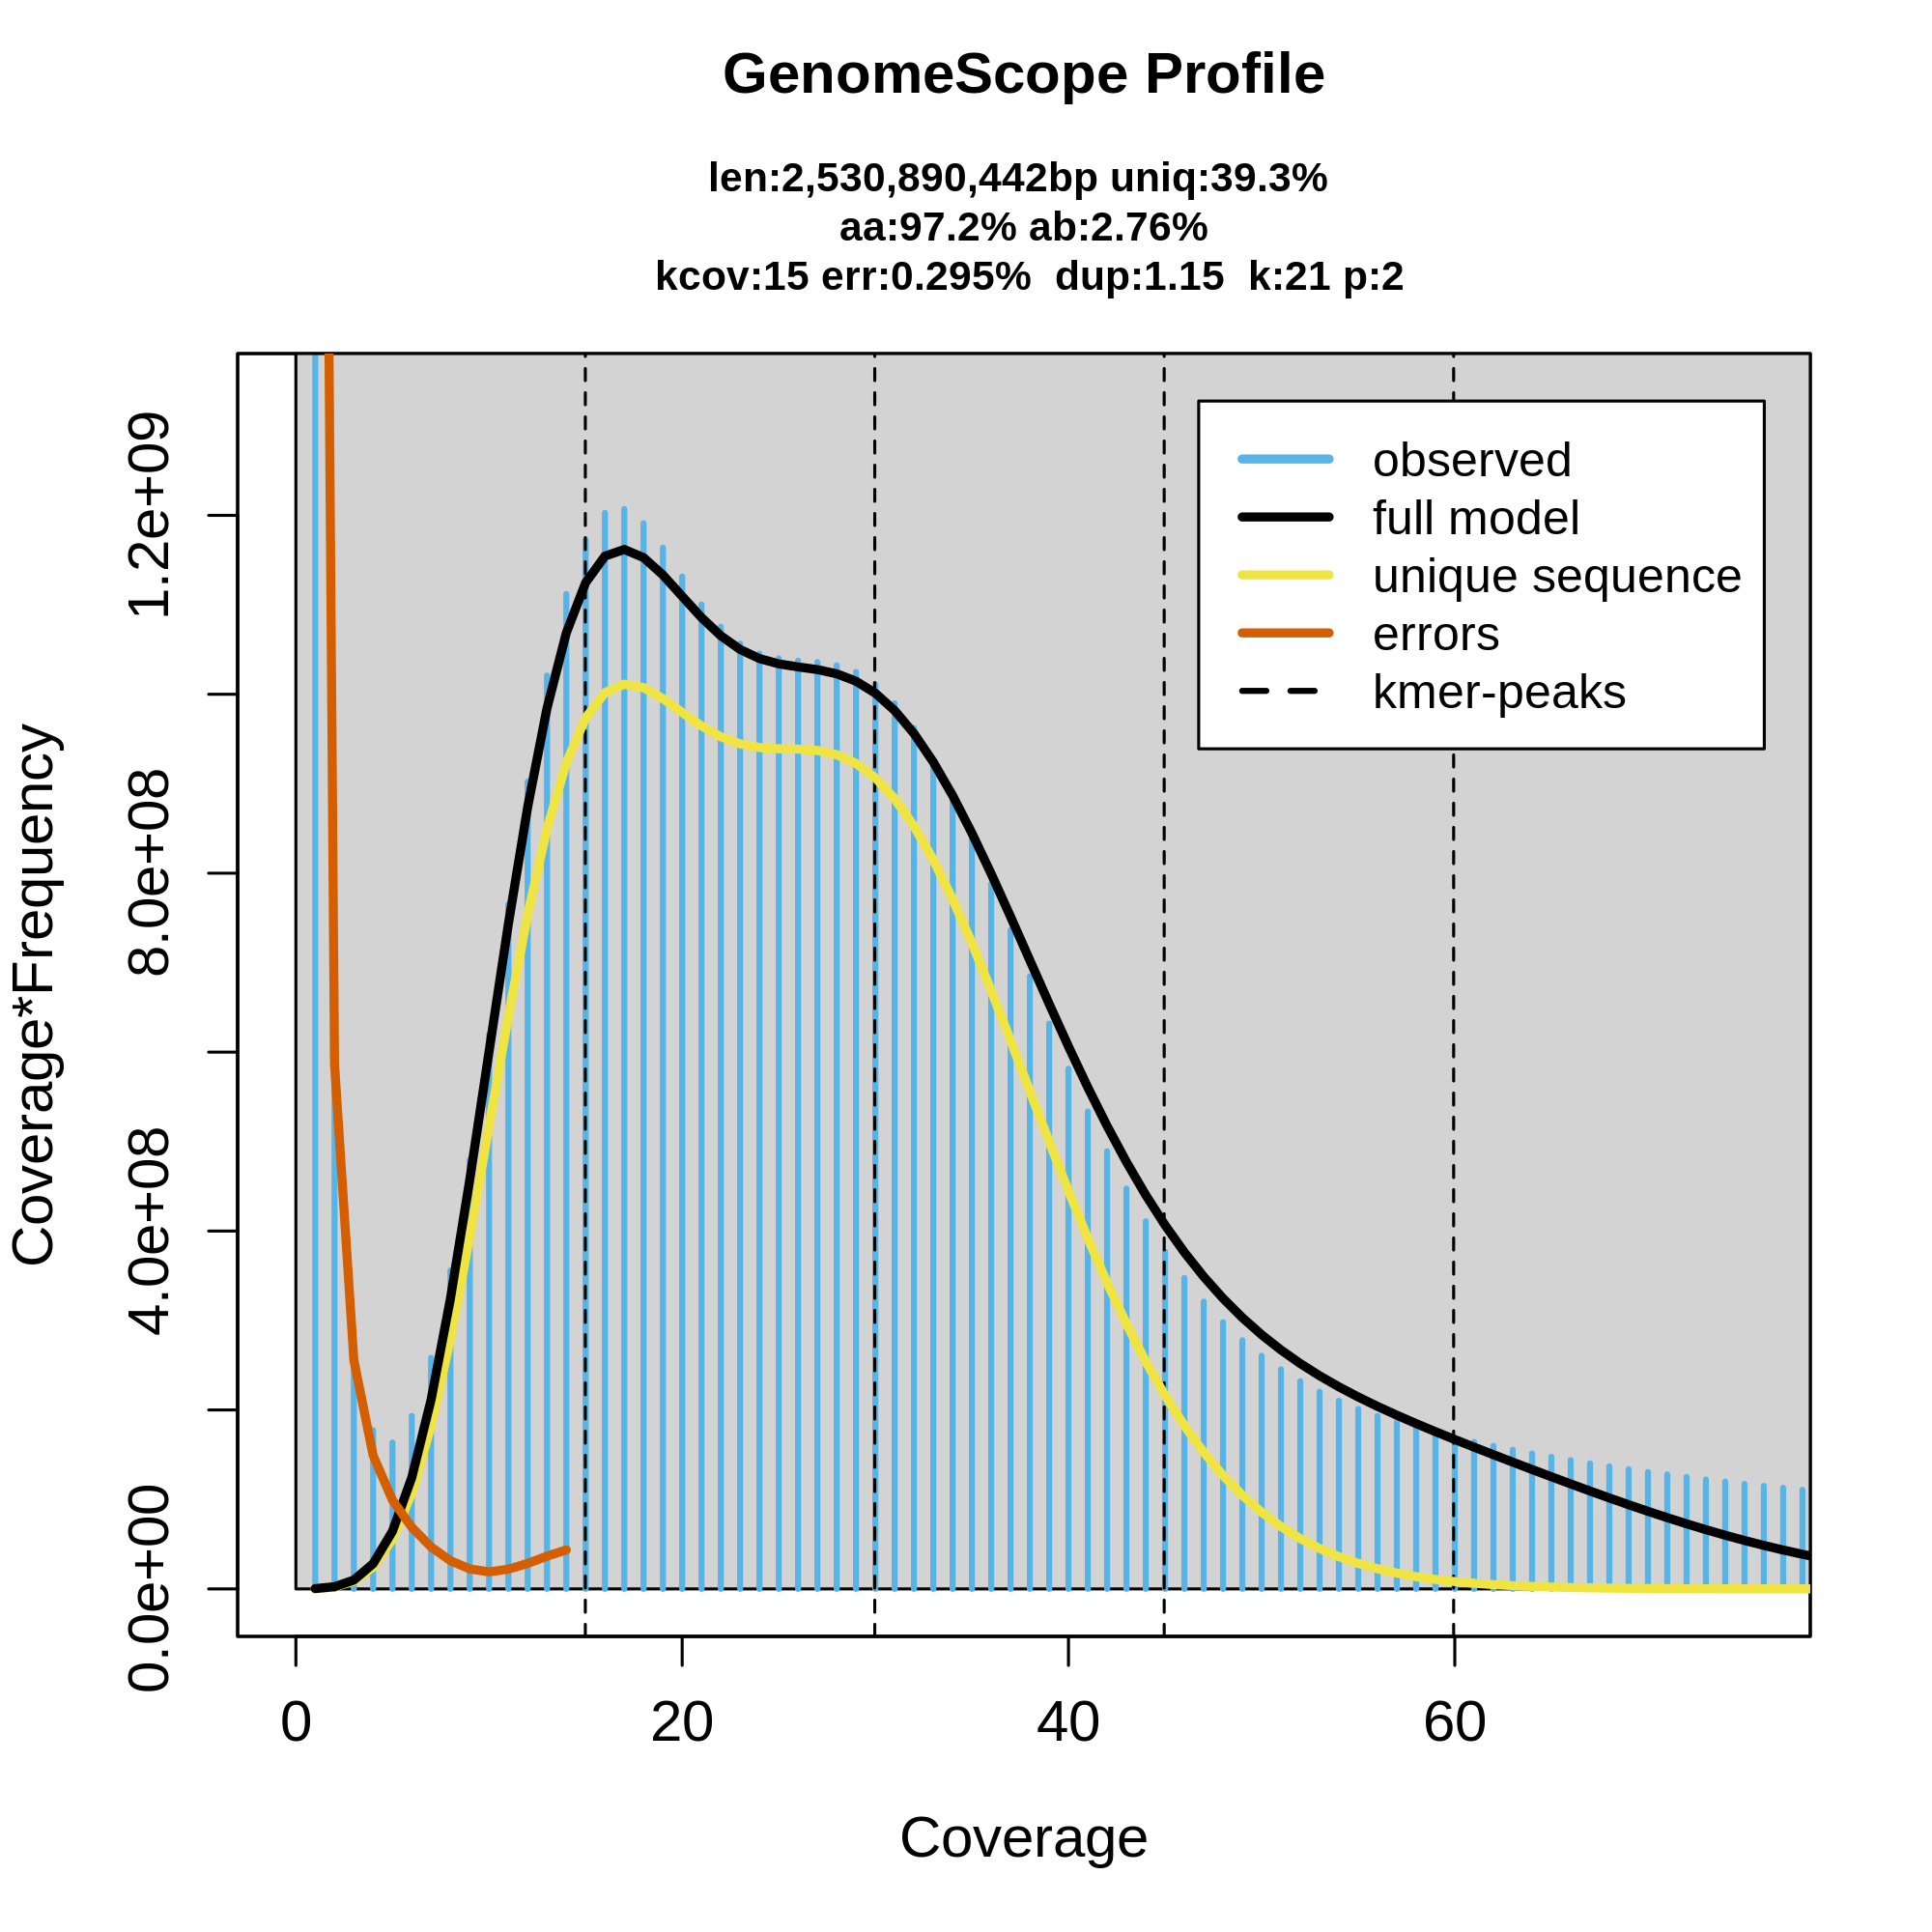 GenomeScope Profile
len:2,530,890,442bp uniq:39.3%
aa:97.2% ab:2.76%
kcov:15 err:0.295%  dup:1.15  k:21 p:2
observed
full model
unique sequence
errors
kmer-peaks
Coverage*Frequency
1.2e+09
8.0e+08
4.0e+08
0.0e+00
0
20
40
60
Coverage